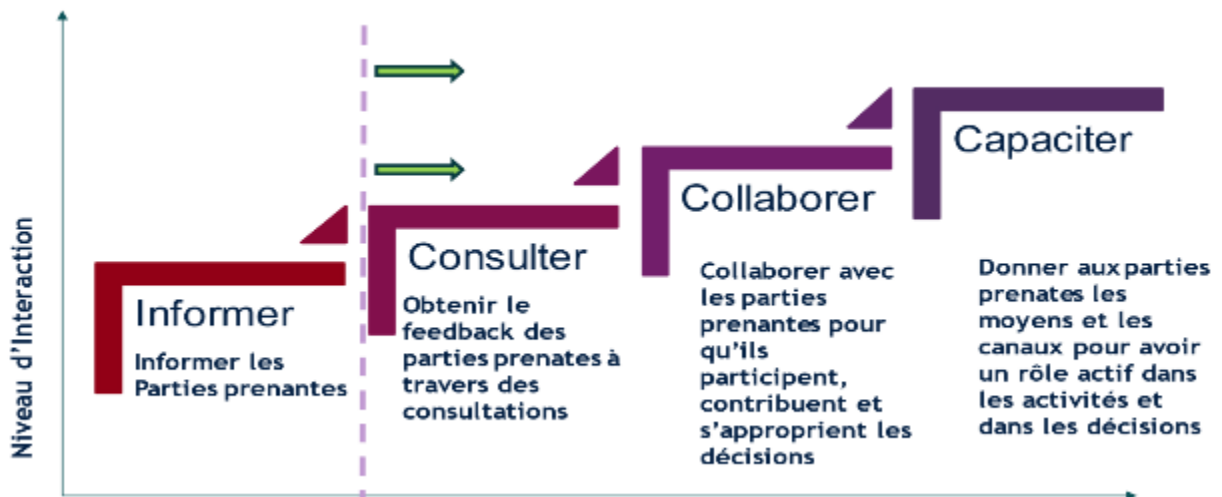 Niveau d'Interaction
Informer
Informer les
Parties prenantes
Consulter
Obtenir le
feedback des
parties prenates à
travers des
consultations
Collaborer
Collaborer avec
les parties
prenantes pour
qu'ils
participent,
contribuent et
s'approprient les
décisions
Capaciter
Donner aux parties
prenates les
moyens et les
canaux pour avoir
un rôle actif dans
les activités et
dans les décisions